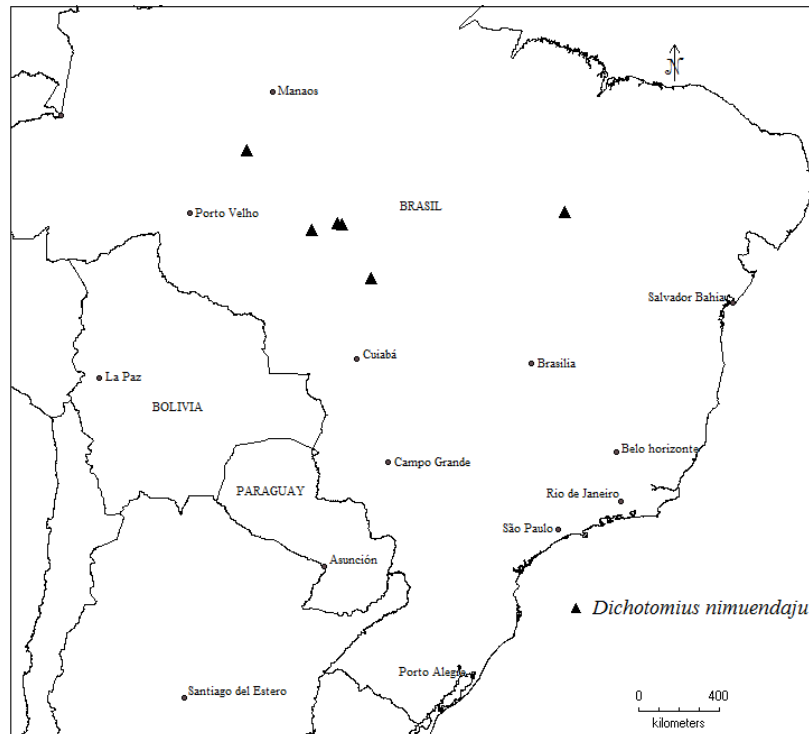 N
Manaos
Porto Velho
BRASIL
Salvador Bahia
Cuiabá
Brasilia
La Paz
BOLIVIA
Belo horizonte
Campo Grande
PARAGUAY
Rio de Janeiro
São Paulo
Asunción
Dichotomius nimuendaju
Porto Alegre
Santiago del Estero
0 400
kilometers